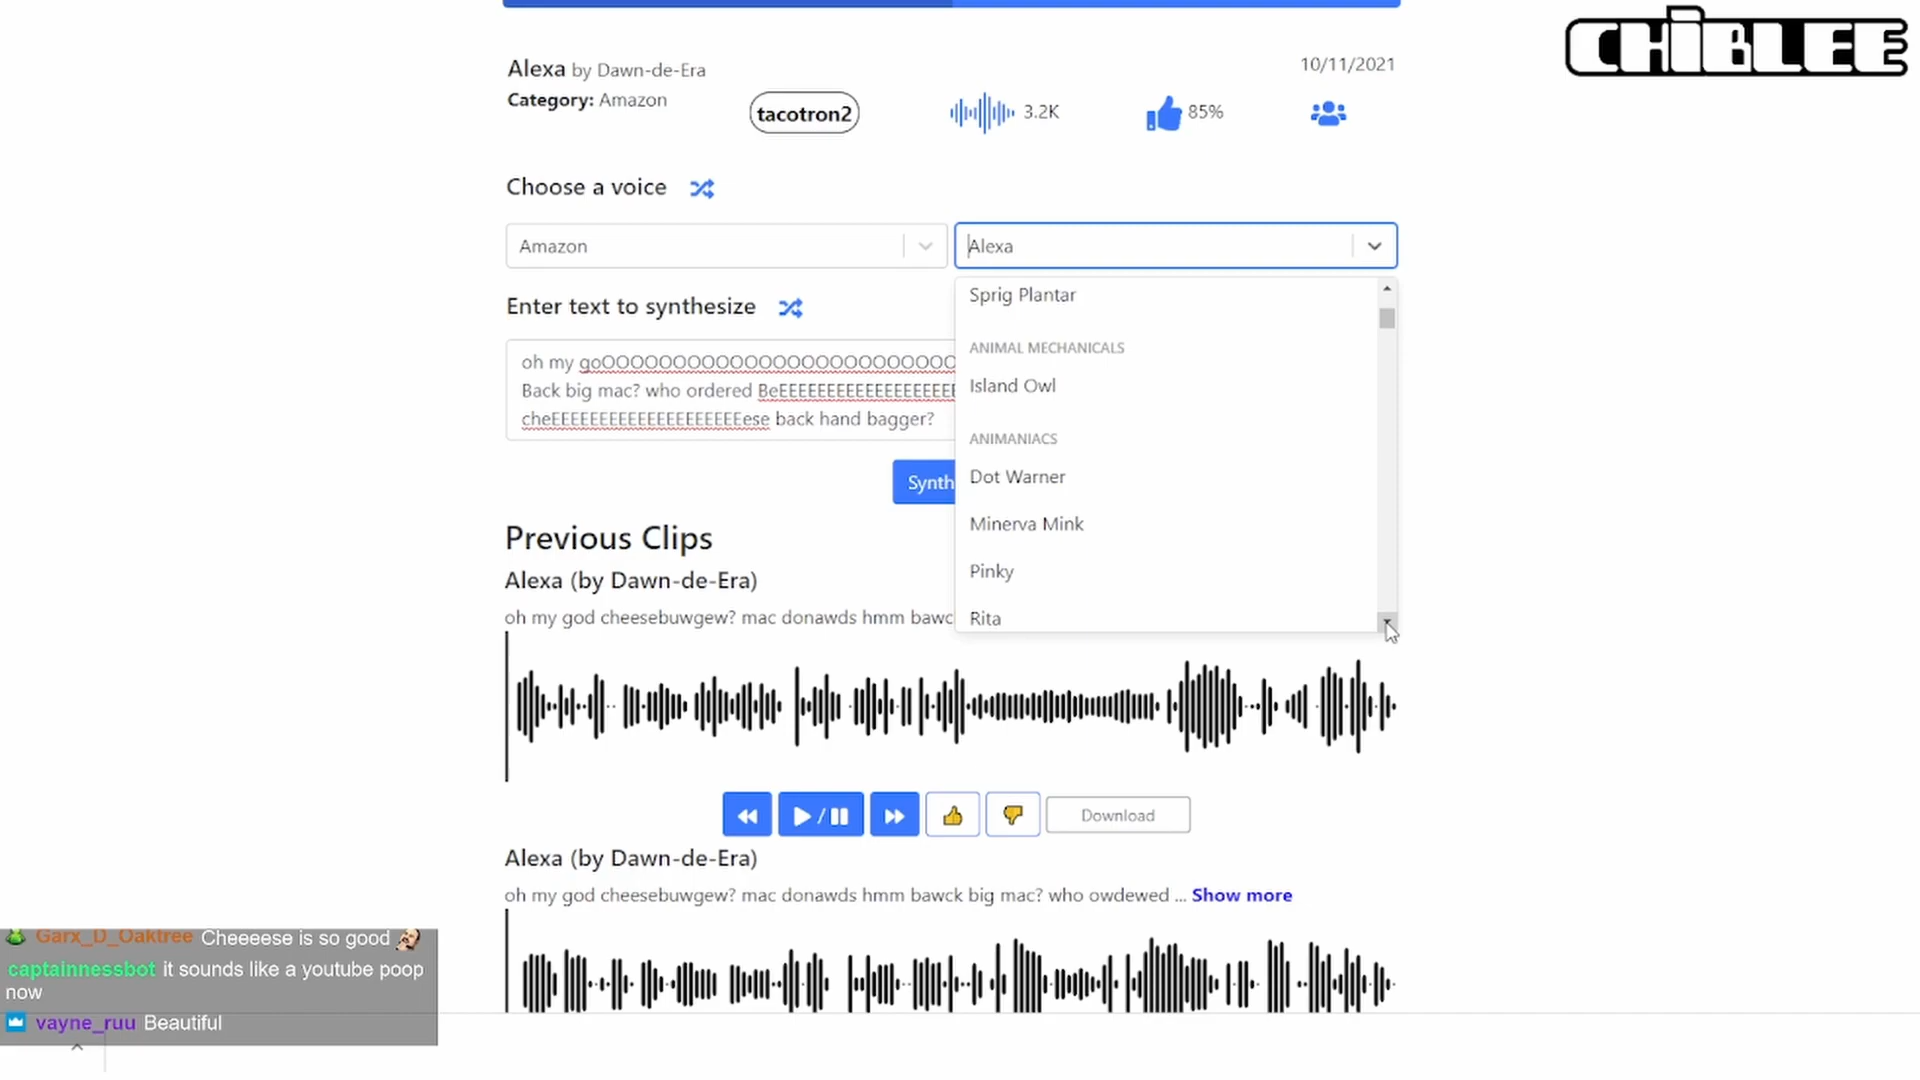 CHiBLEE
Alexa by Dawn-de-Era
10/11/2021
Category: Amazon
tacotron2
3.2K
85%
Choose a voice
Amazon
Alexa
Enter text to synthesize
Sprig Plantar
ANIMAL MECHANICALS
Island Owl
ANIMANIACS
Dot Warner
Minerva Mink
Pinky
Rita
oh my goOOOOOOOOOOOOOOOOOOOOOOOOO
Back big mac? who ordered BeEEEEEEEEEEEEEEEEEEE
cheEEEEEEEEEEEEEEEEEEEEese back hand bagger?
Synth
Previous Clips
Alexa (by Dawn-de-Era)
oh my god cheesebuwgew? mac donawds hmm bawc
/
Download
Alexa (by Dawn-de-Era)
oh my god cheesebuwgew? mac donawds hmm bawck big mac? who owdewed ... Show more
Garx_D_Oaktree Cheeeese is so good
captainnessbot it sounds like a youtube poop
now
vayne_ruu Beautiful